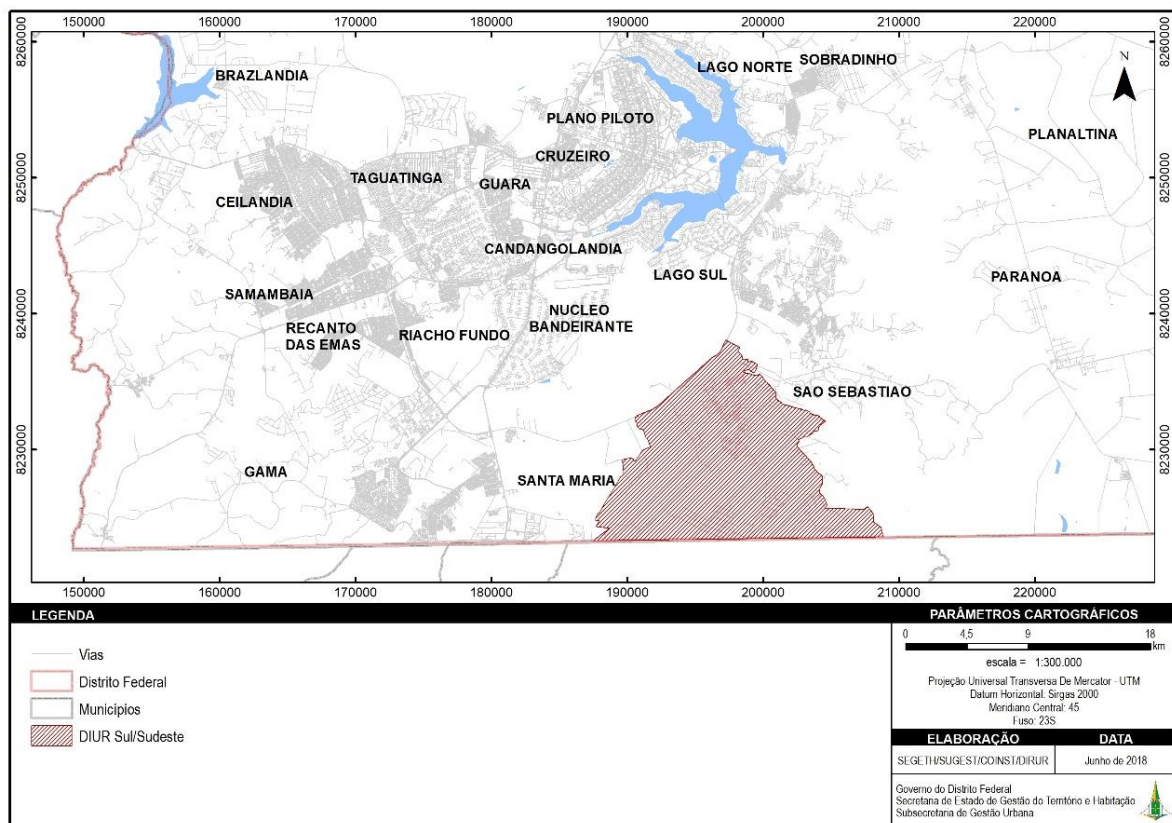 150000 160000 170000 180000 190000 200000 210000 220000
8260000
8260000
N
BRAZLANDIA
LAGO NORTE
SOBRADINHO
PLANO PILOTO
PLANALTINA
CRUZEIRO
8250000
8250000
TAGUATINGA
GUARA
CEILANDIA
CANDANGOLANDIA
LAGO SUL
PARANOA
SAMAMBAIA
8240000
8240000
NUCLEO
BANDEIRANTE
RECANTO
DAS EMAS
RIACHO FUNDO
SAO SEBASTIAO
8230000
8230000
GAMA
SANTA MARIA
150000 160000 170000 180000 190000 200000 210000 220000
LEGENDA
Vias
Distrito Federal
Municípios
DIUR Sul/Sudeste
PARÂMETROS CARTOGRÁFICOS
0 4,5 9 18
km
escala = 1:300.000
Projeção Universal Transversa De Mercator - UTM
Datum Horizontal: Sirgas 2000
Meridiano Central: 45
Fuso: 23S
ELABORAÇÃO DATA
SEGETH/SUGEST/COINST/DIRUR Junho de 2018
Governo do Distrito Federal
Secretaria de Estado de Gestão do Território e Habitação
Subsecretaria de Gestão Urbana